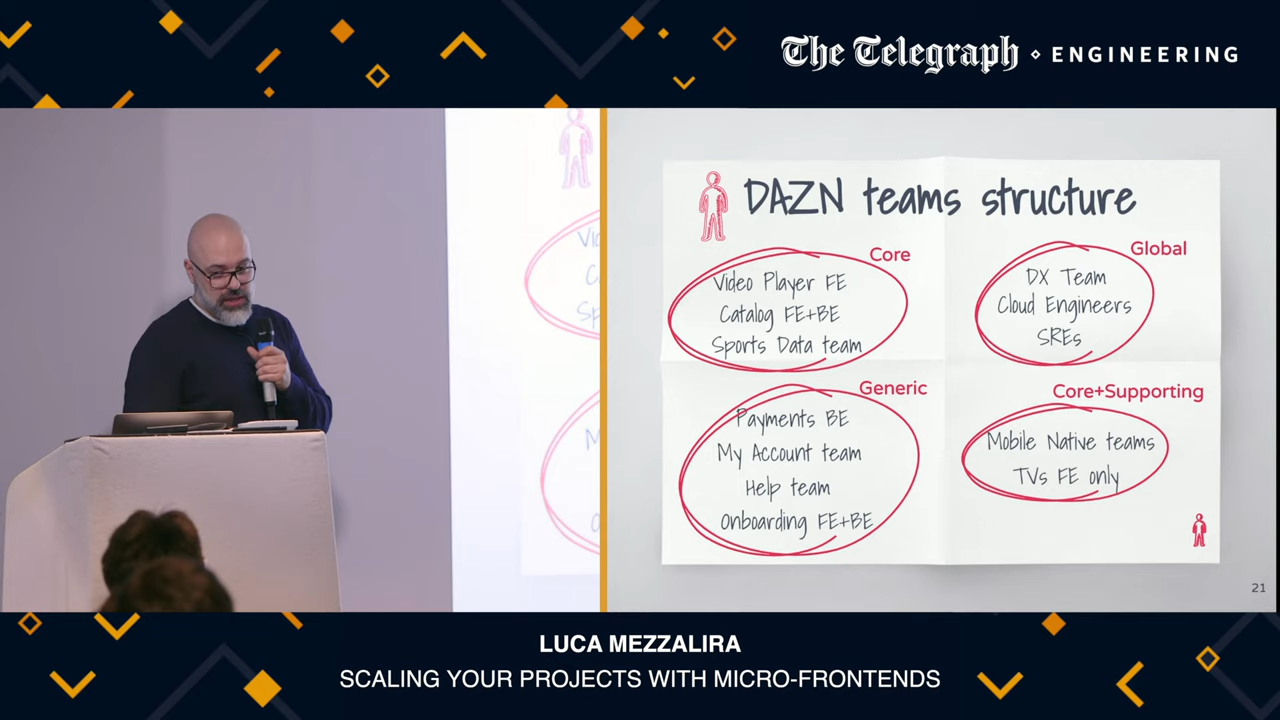 The Telegraph ENGINEERING
DAZN teams structure
Core
Video Player FE
Catalog FE+BE
Sports Data team
Global
DX Team
Cloud Engineers
SREs
Generic
Payments BE
My Account team
Help team
Onboarding FE+BE
Core+Supporting
Mobile Native teams
TVs FE only
21
LUCA MEZZALIRA
SCALING YOUR PROJECTS WITH MICRO-FRONTENDS